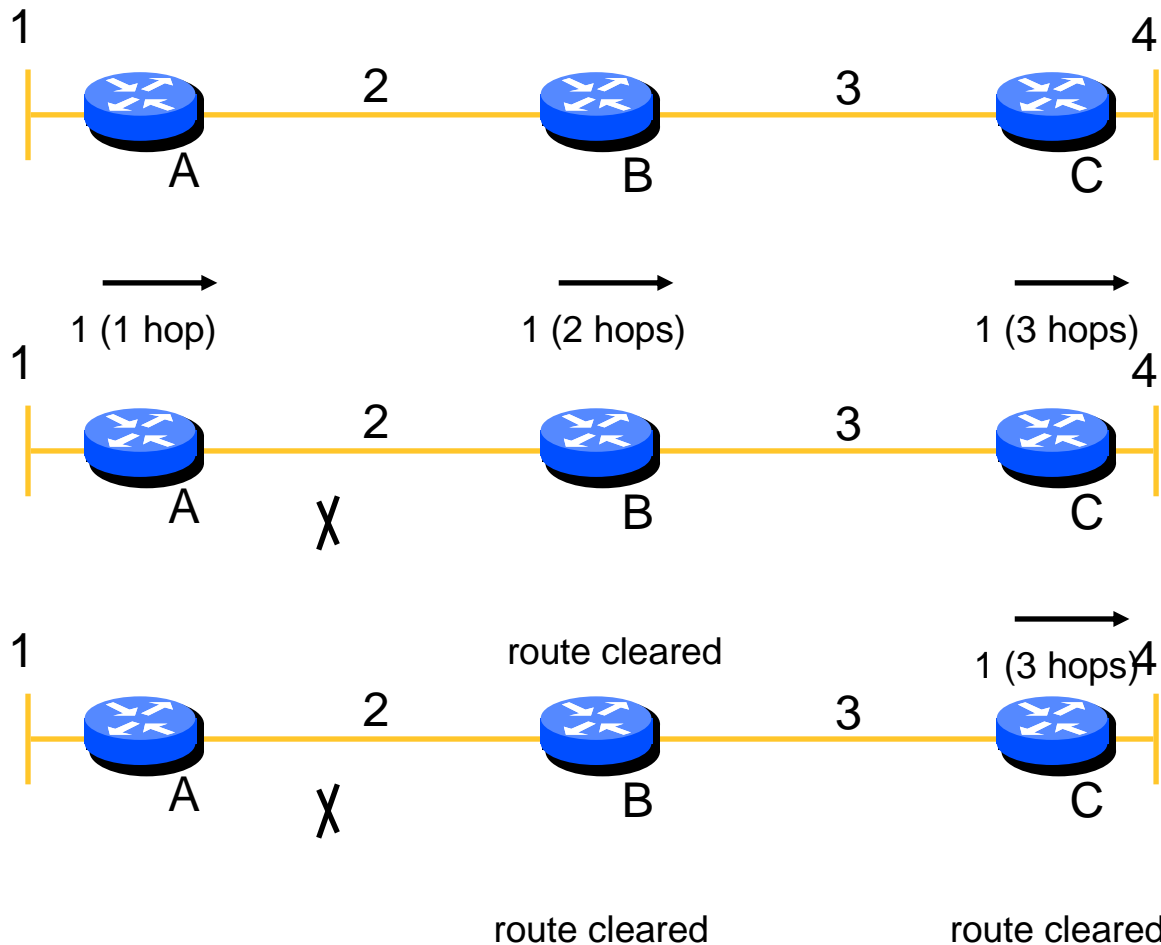 1
4
2
3
A
B
C
1 (1 hop)
1 (2 hops)
1 (3 hops)
1
4
2
3
A
B
C
X
1
route cleared
1 (3 hops)
4
2
3
A
B
C
X
route cleared
route cleared